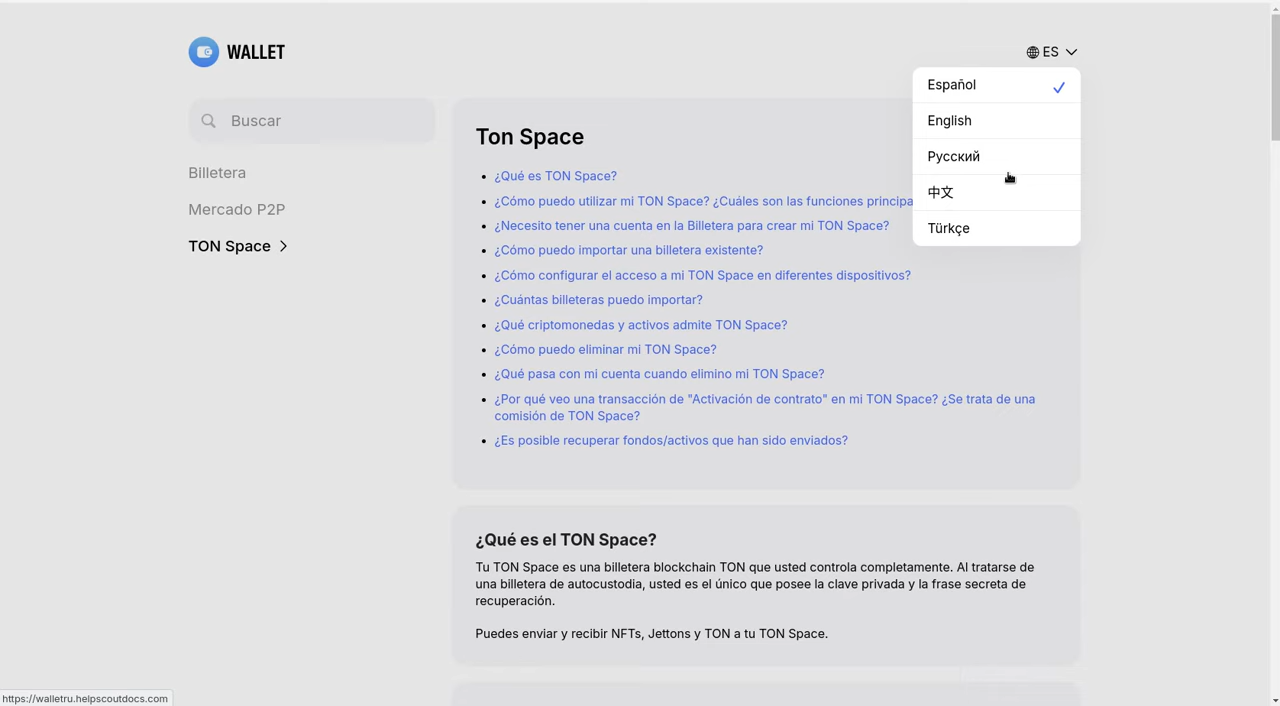 WALLET
ES
Español
English
Русский
中文
Türkçe
Buscar
Billetera
Mercado P2P
TON Space
Ton Space
¿Qué es TON Space?
¿Cómo puedo utilizar mi TON Space? ¿Cuáles son las funciones
¿Necesito tener una cuenta en la Billetera para crear mi TON Space?
¿Cómo puedo importar una billetera existente?
¿Cómo configurar el acceso a mi TON Space en diferentes dispositivos?
¿Cuántas billeteras puedo importar?
¿Qué criptomonedas y activos admite TON Space?
¿Cómo puedo eliminar mi TON Space?
¿Qué pasa con mi cuenta cuando elimino mi TON Space?
¿Por qué veo una transacción de "Activación de contrato" en mi TON Space? ¿Se trata de una
comisión de TON Space?
¿Es posible recuperar fondos/activos que han sido enviados?
¿Qué es el TON Space?
Tu TON Space es una billetera blockchain TON que usted controla completamente. Al tratarse de
una billetera de autocustodia, usted es el único que posee la clave privada y la frase secreta de
recuperación.
Puedes enviar y recibir NFTs, Jettons y TON a tu TON Space.
https://walletru.helpscoutdocs.com